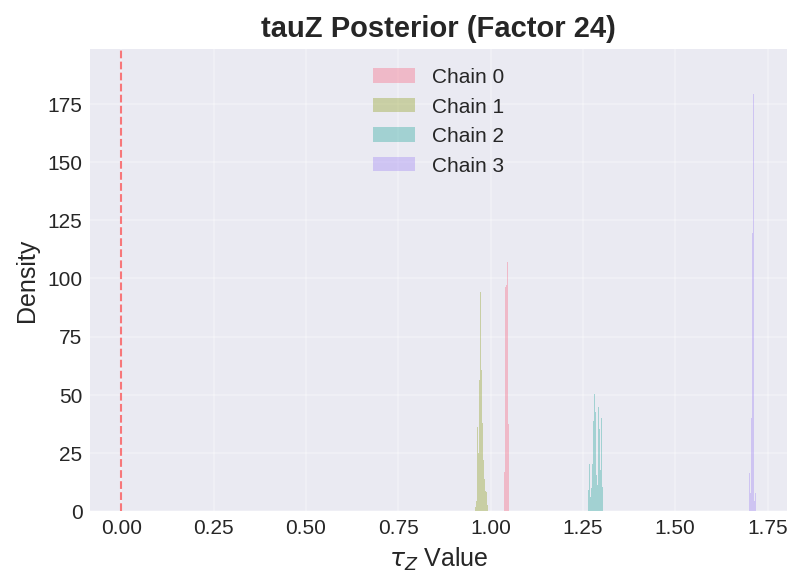 tauZ Posterior (Factor 24)
Chain 0
Chain 1
Chain 2
Chain 3
Density
175
150
125
100
75
50
25
0
0.00 0.25 0.50 0.75 1.00 1.25 1.50 1.75
τ_Z Value